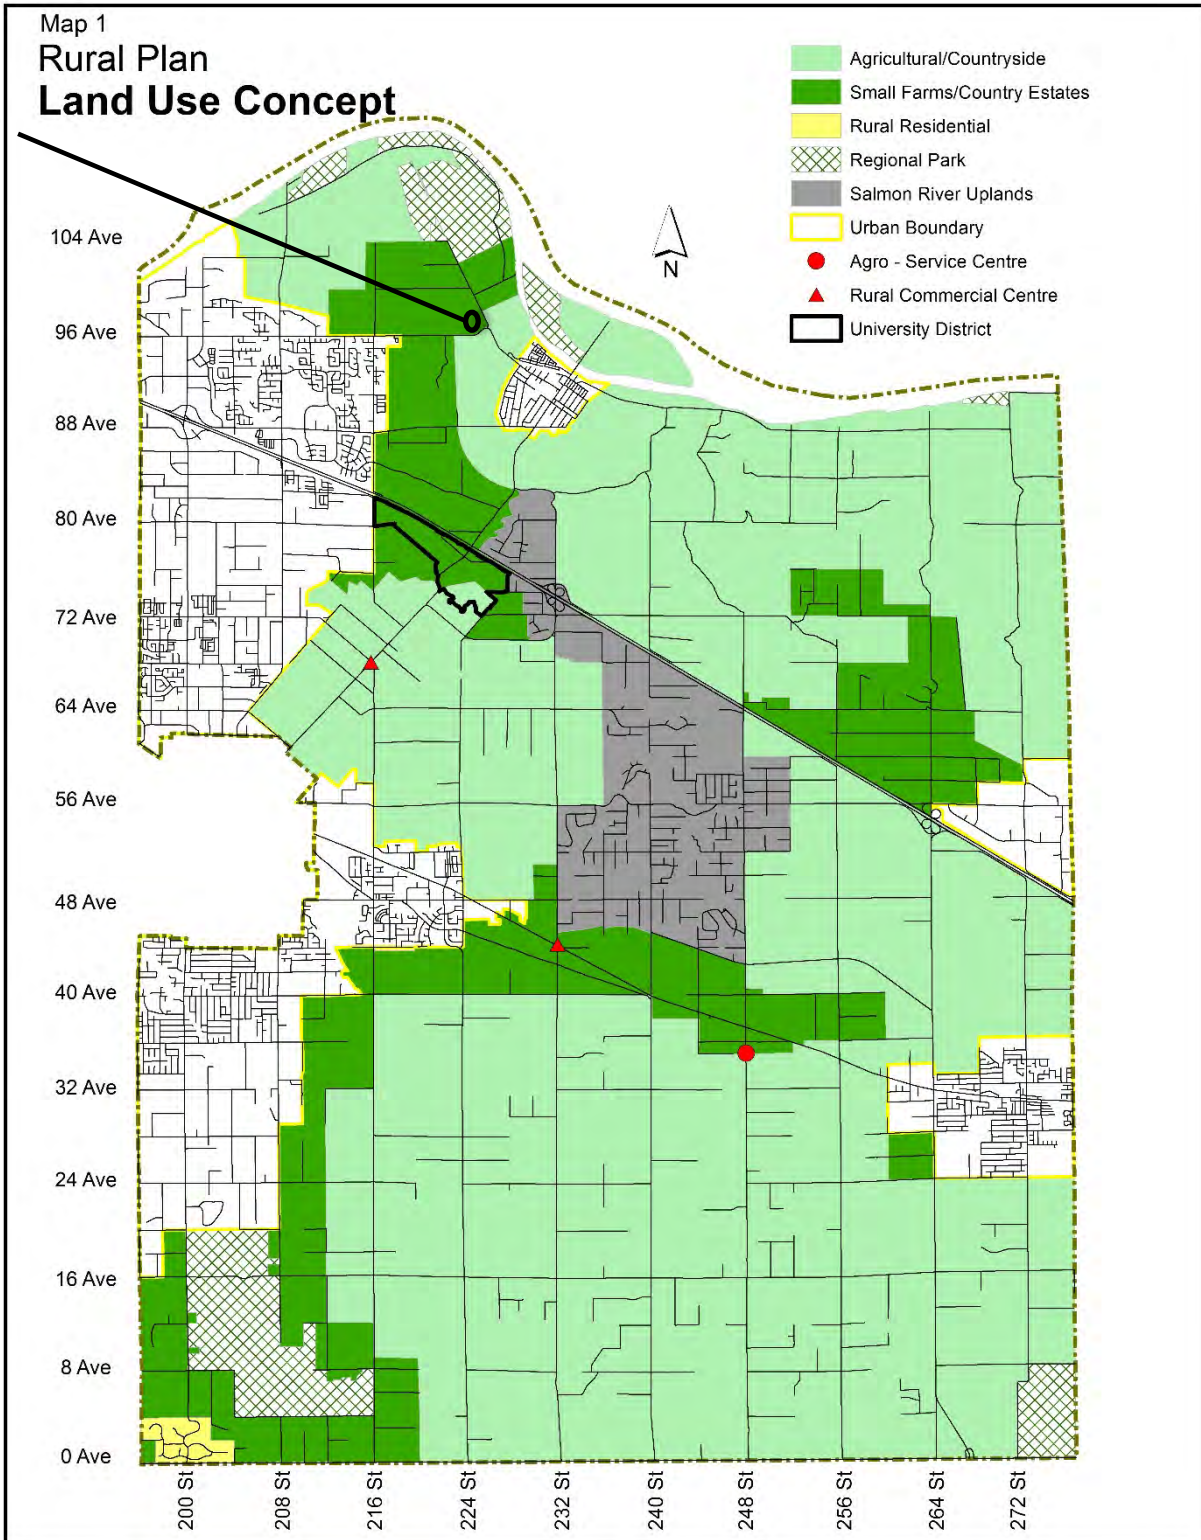 Map 1
Rural Plan
Land Use Concept
Agricultural/Countryside
Small Farms/Country Estates
Rural Residential
Regional Park
Salmon River Uplands
Urban Boundary
Agro - Service Centre
Rural Commercial Centre
University District
N
104 Ave
96 Ave
88 Ave
80 Ave
72 Ave
64 Ave
56 Ave
48 Ave
40 Ave
32 Ave
24 Ave
16 Ave
8 Ave
0 Ave
200 St
208 St
216 St
224 St
232 St
240 St
248 St
256 St
264 St
272 St